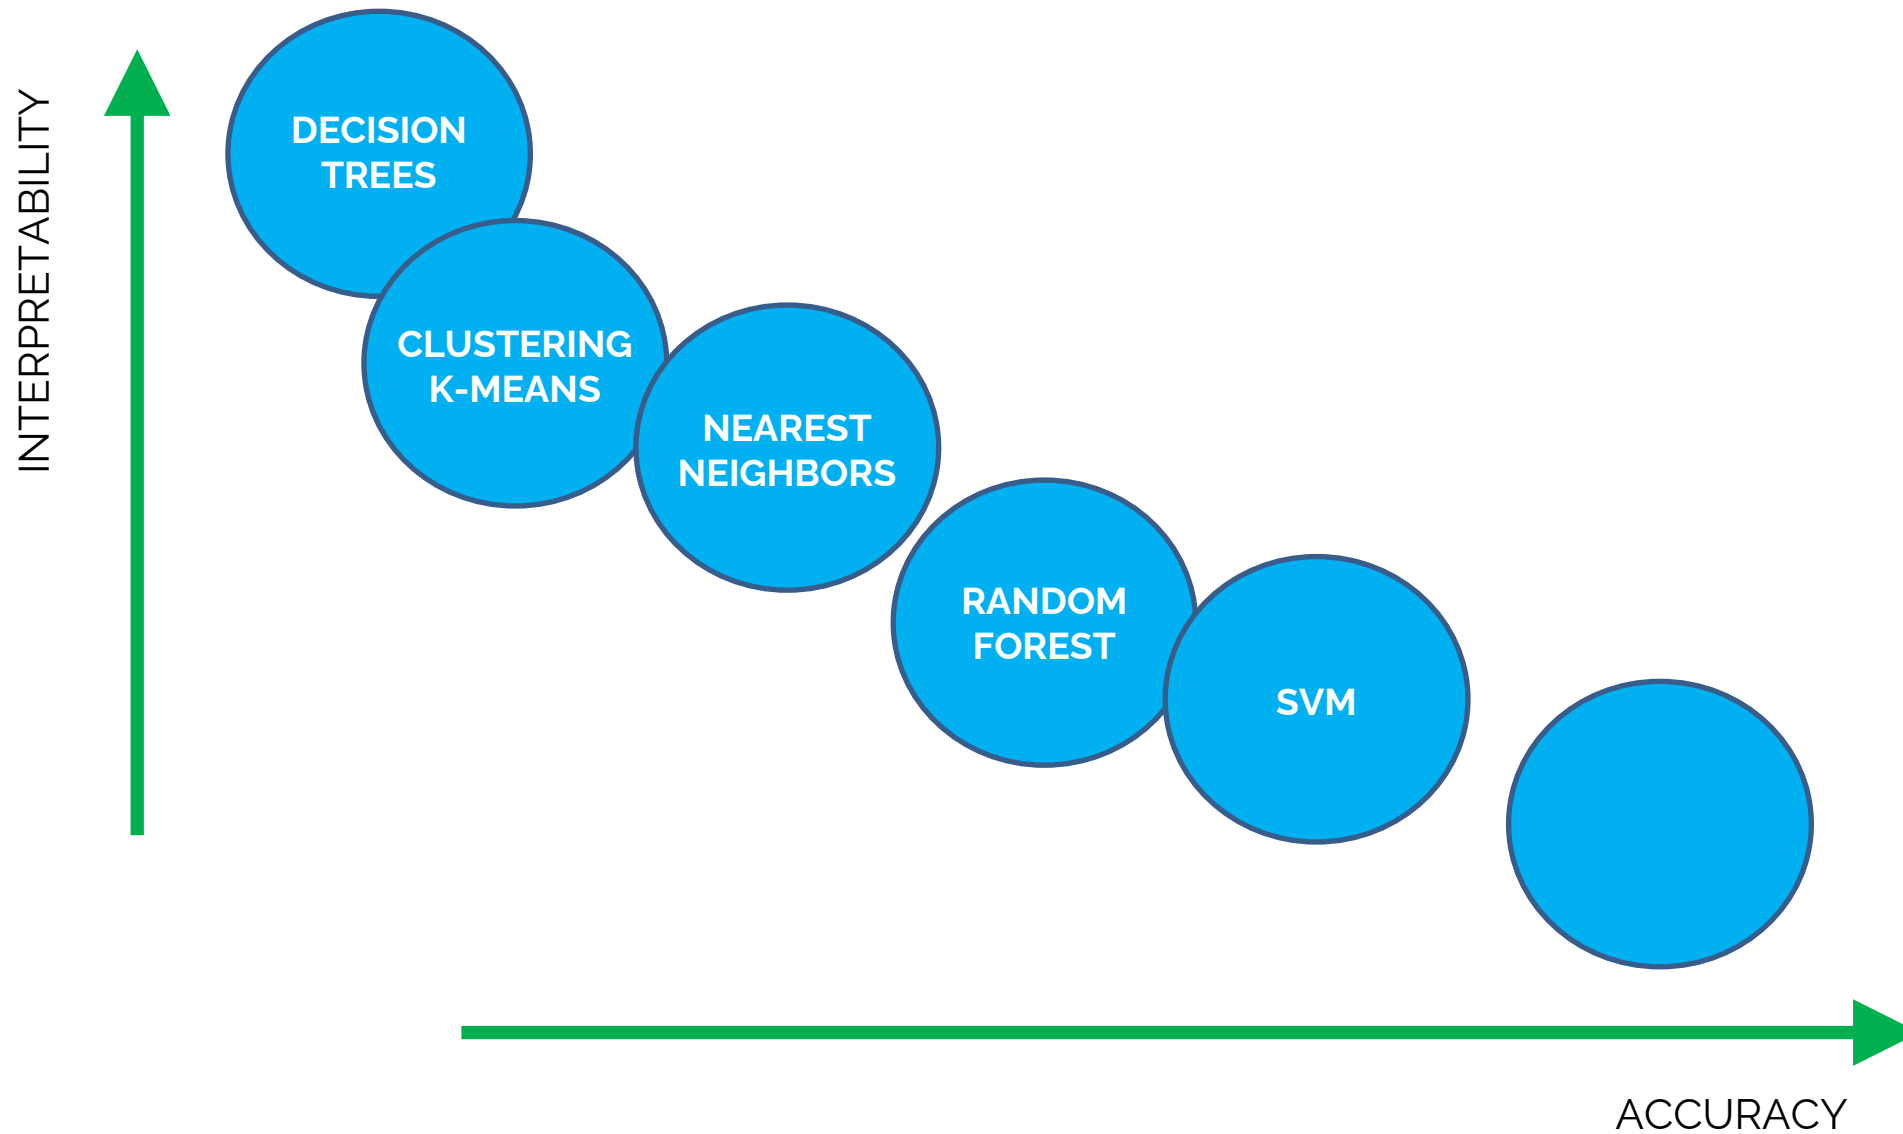 INTERPRETABILITY
DECISION
TREES
CLUSTERING
K-MEANS
NEAREST
NEIGHBORS
RANDOM
FOREST
SVM
ACCURACY